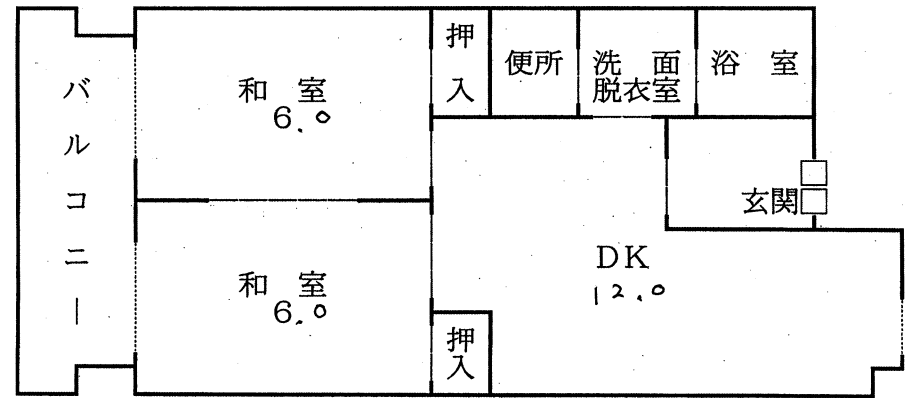 バルコニー
和 室
6.0
押入
便所
洗 面
脱衣室
浴 室
玄関
DK
12.0
和 室
6.0
押入